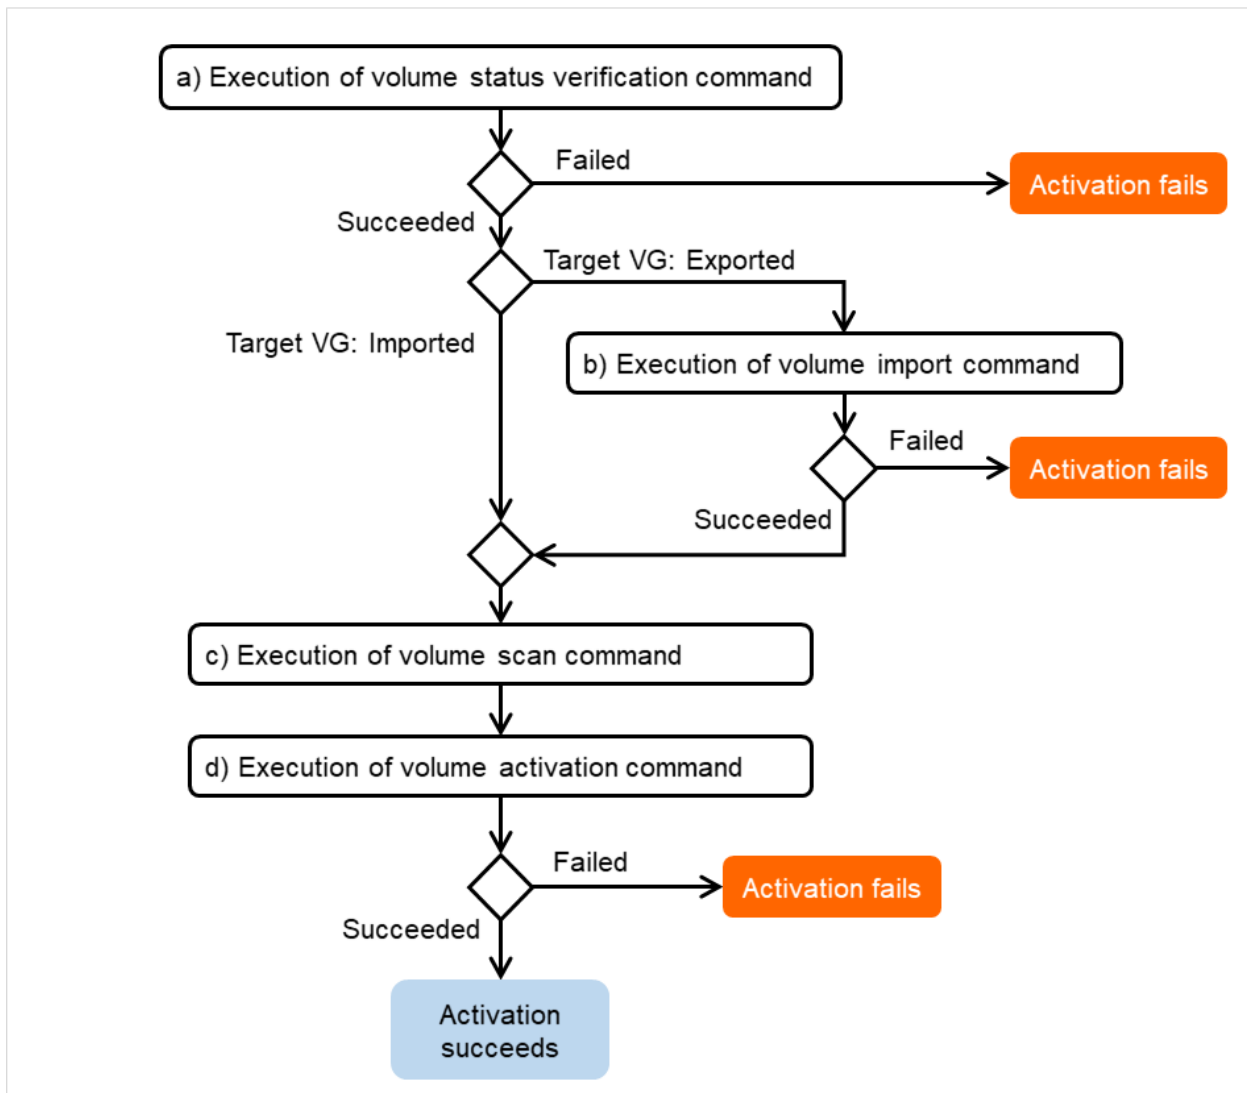 a) Execution of volume status verification command
Failed
Activation fails
Succeeded
Target VG: Exported
Target VG: Imported
b) Execution of volume import command
Failed
Activation fails
Succeeded
c) Execution of volume scan command
d) Execution of volume activation command
Failed
Activation fails
Succeeded
Activation
succeeds